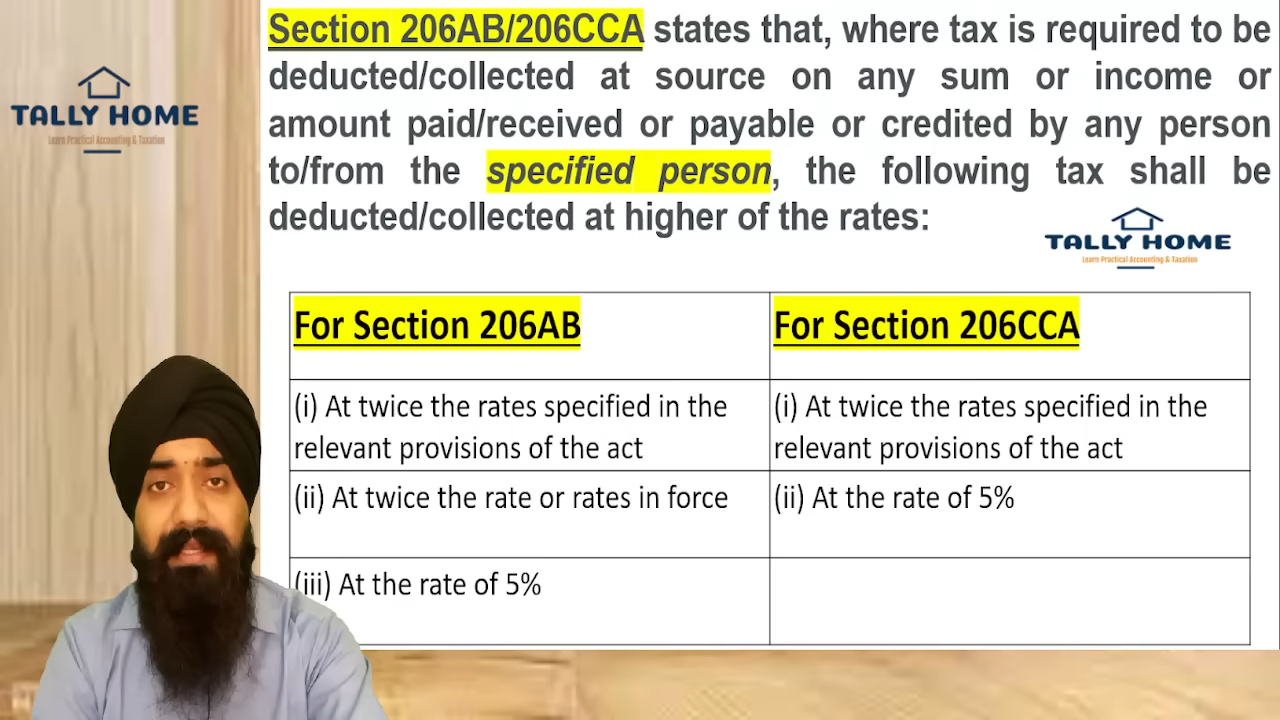 Section 206AB/206CCA states that, where tax is required to be
deducted/collected at source on any sum or income or
amount paid/received or payable or credited by any person
to/from the specified person, the following tax shall be
deducted/collected at higher of the rates:
TALLY HOME
Learn Practical Accounting & Taxation
TALLY HOME
Learn Practical Accounting & Taxation
For Section 206AB
For Section 206CCA
(i) At twice the rates specified in the
relevant provisions of the act
(i) At twice the rates specified in the
relevant provisions of the act
(ii) At twice the rate or rates in force
(ii) At the rate of 5%
(iii) At the rate of 5%